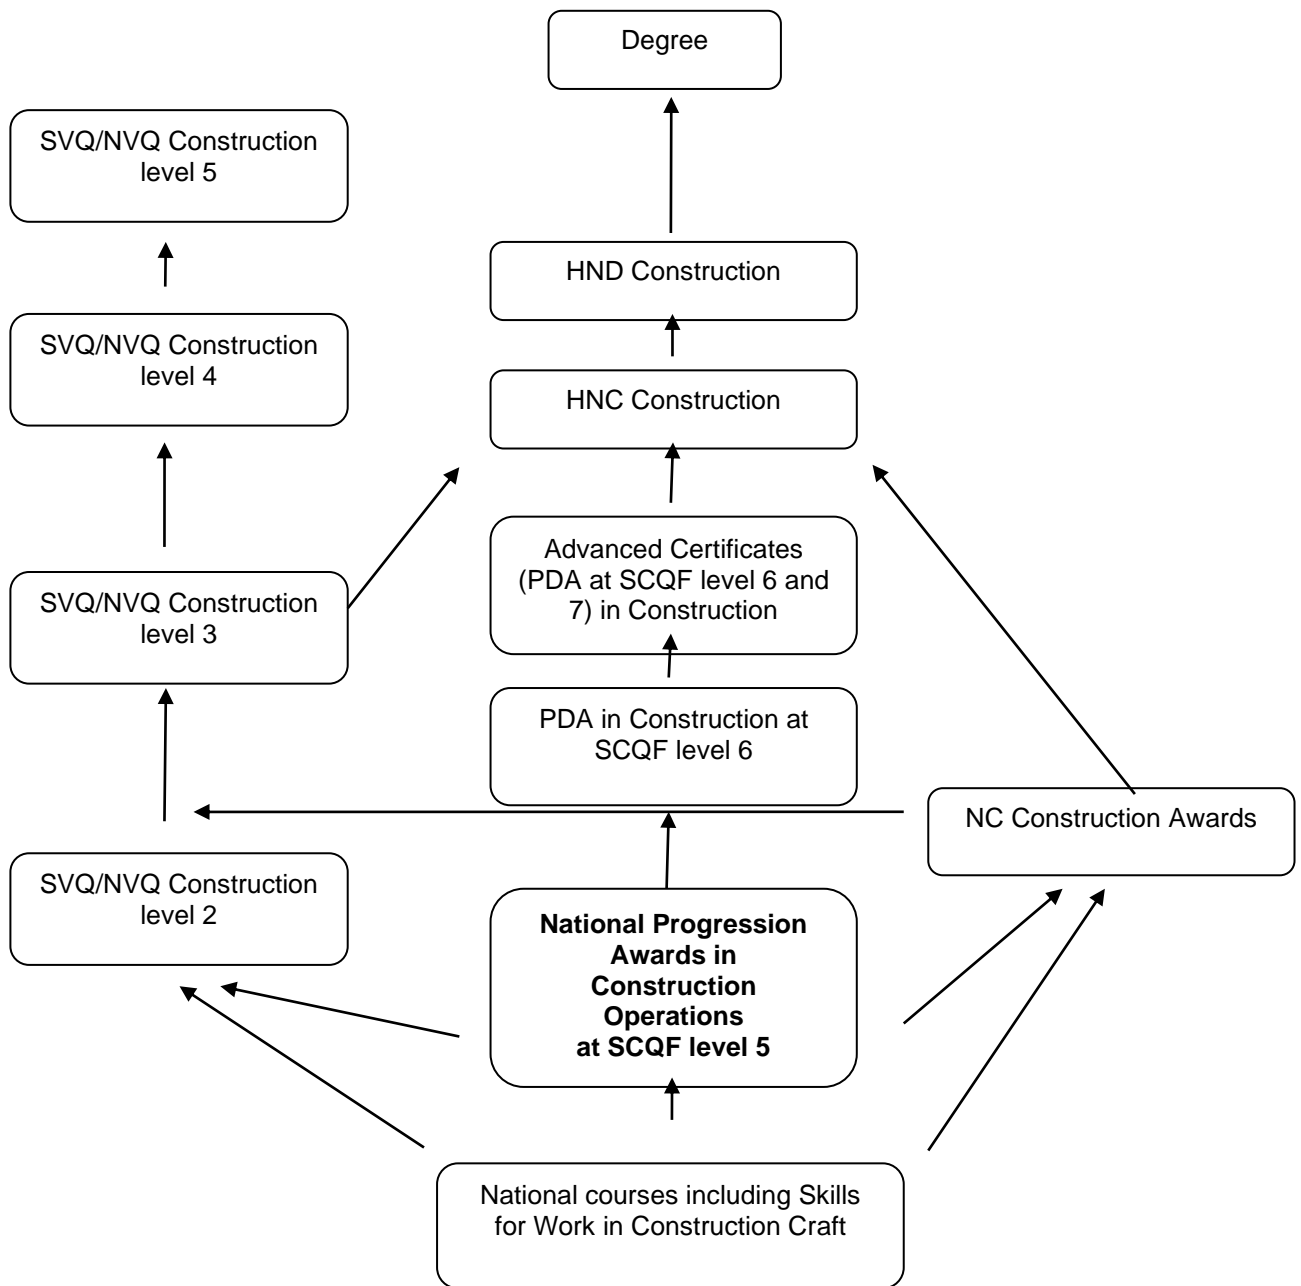 Degree
SVQ/NVQ Construction
level 5
HND Construction
SVQ/NVQ Construction
level 4
HNC Construction
Advanced Certificates
(PDA at SCQF level 6 and
7) in Construction
SVQ/NVQ Construction
level 3
PDA in Construction at
SCQF level 6
NC Construction Awards
SVQ/NVQ Construction
level 2
National Progression
Awards in
Construction
Operations
at SCQF level 5
National courses including Skills
for Work in Construction Craft